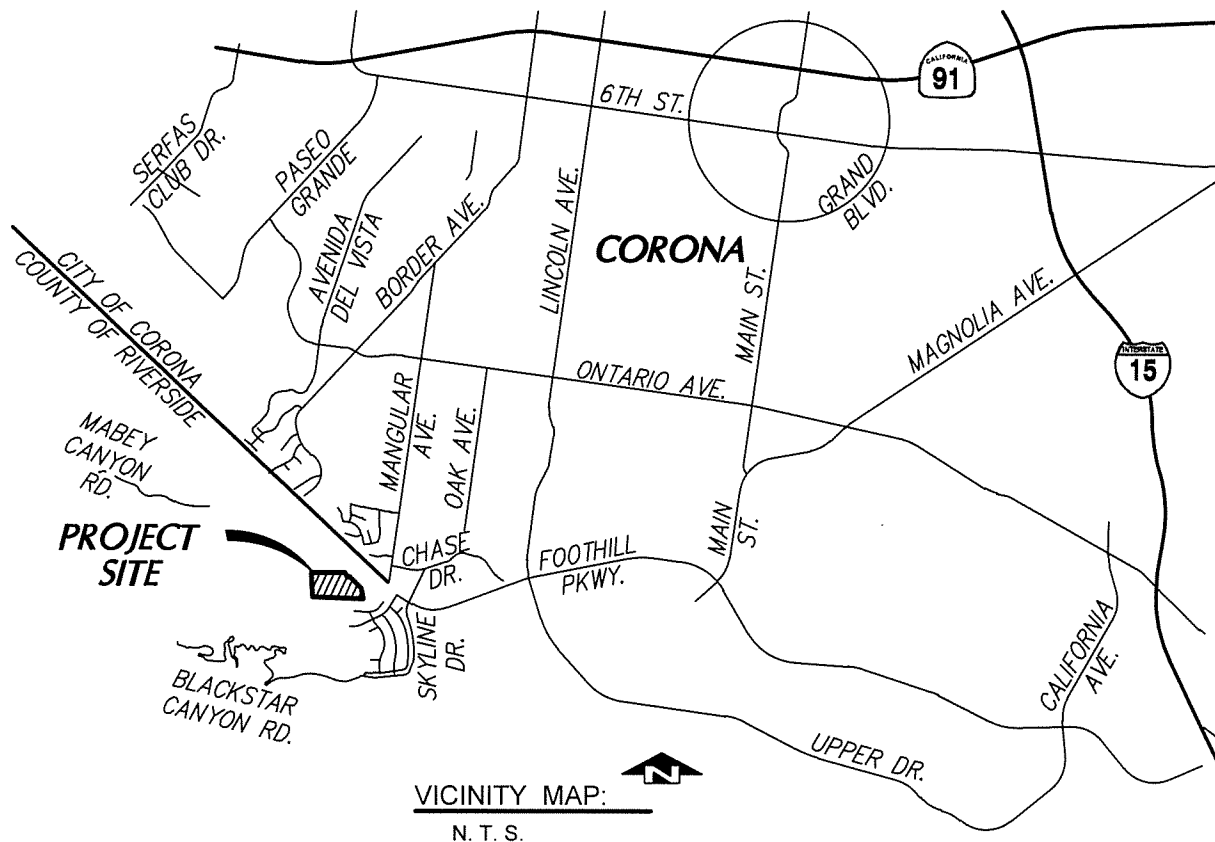 CALIFORNIA
91
6TH ST.
SERFAS
CLUB DR.
PASEO
GRANDE
GRAND
BLVD.
AVENIDA
DEL VISTA
BORDER AVE.
LINCOLN AVE.
CORONA
MAIN ST.
MAGNOLIA AVE.
CITY OF CORONA
COUNTY OF RIVERSIDE
INTERSTATE
15
ONTARIO AVE.
MANGULAR
AVE.
OAK AVE.
MABEY
CANYON
RD.
PROJECT
SITE
CHASE
DR.
FOOTHILL
PKWY.
MAIN
ST.
SKYLINE
DR.
CALIFORNIA
AVE.
BLACKSTAR
CANYON RD.
UPPER DR.
N
VICINITY MAP:
N. T. S.